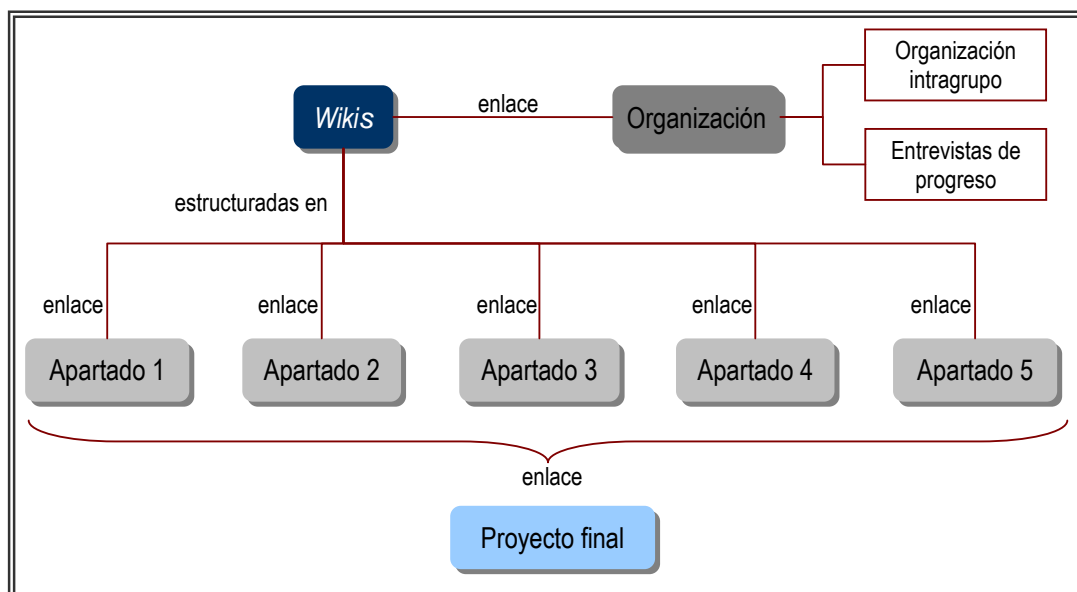 Organización
intragrupo
Wikis
enlace
Organización
Entrevistas de
progreso
estructuradas en
enlace
enlace
enlace
enlace
enlace
Apartado 1
Apartado 2
Apartado 3
Apartado 4
Apartado 5
enlace
Proyecto final